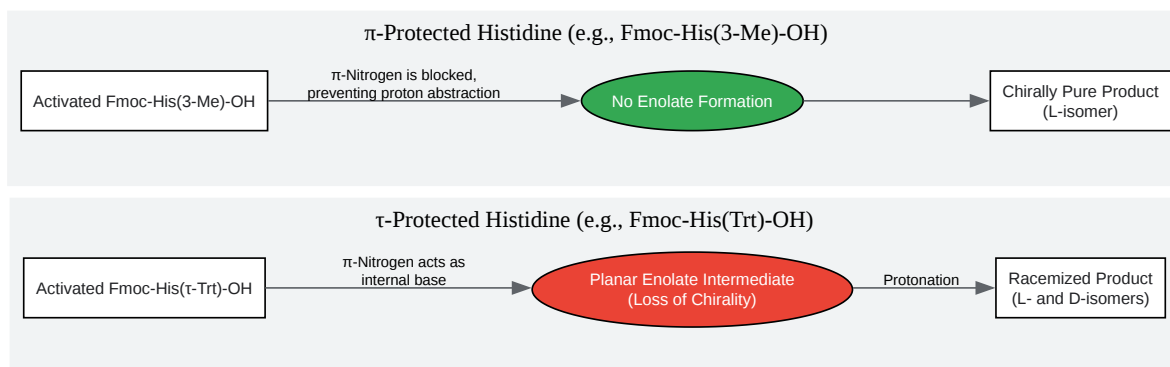 π-Protected Histidine (e.g., Fmoc-His(3-Me)-OH)
Activated Fmoc-His(3-Me)-OH
π-Nitrogen is blocked,
preventing proton abstraction
No Enolate Formation
Chirally Pure Product
(L-isomer)
τ-Protected Histidine (e.g., Fmoc-His(Trt)-OH)
Activated Fmoc-His(τ-Trt)-OH
π-Nitrogen acts as
internal base
Planar Enolate Intermediate
(Loss of Chirality)
Protonation
Racemized Product
(L- and D-isomers)